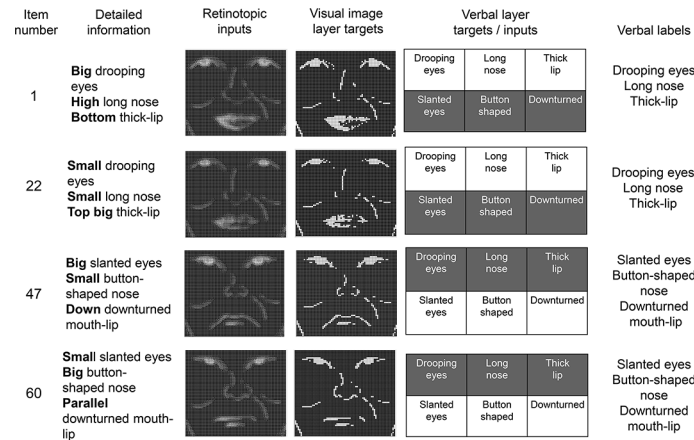 Item number
Detailed information
Retinotopic inputs
Visual image layer targets
Verbal layer targets / inputs
Verbal labels
1
Big drooping
eyes
High long nose
Bottom thick-lip
Drooping eyes
Long nose
Thick lip
Slanted eyes
Button shaped
Downturned
Drooping eyes
Long nose
Thick-lip
22
Small drooping
eyes
Small long nose
Top big thick-lip
Drooping eyes
Long nose
Thick lip
Slanted eyes
Button shaped
Downturned
Drooping eyes
Long nose
Thick-lip
47
Big slanted eyes
Small button-
shaped nose
Down downturned
mouth-lip
Drooping eyes
Long nose
Thick lip
Slanted eyes
Button shaped
Downturned
Slanted eyes
Button-shaped
nose
Downturned
mouth-lip
60
Small slanted eyes
Big button-
shaped nose
Parallel
downturned mouth-
lip
Drooping eyes
Long nose
Thick lip
Slanted eyes
Button shaped
Downturned
Slanted eyes
Button-shaped
nose
Downturned
mouth-lip